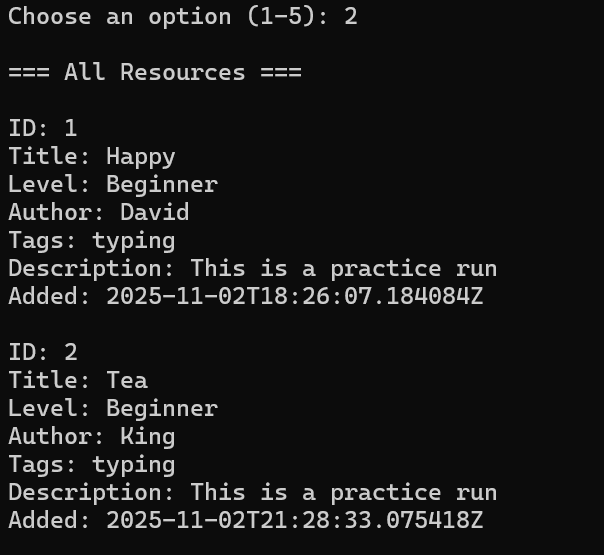 Choose an option (1-5): 2
=== All Resources ===
ID: 1
Title: Happy
Level: Beginner
Author: David
Tags: typing
Description: This is a practice run
Added: 2025-11-02T18:26:07.184084Z
ID: 2
Title: Tea
Level: Beginner
Author: King
Tags: typing
Description: This is a practice run
Added: 2025-11-02T21:28:33.075418Z